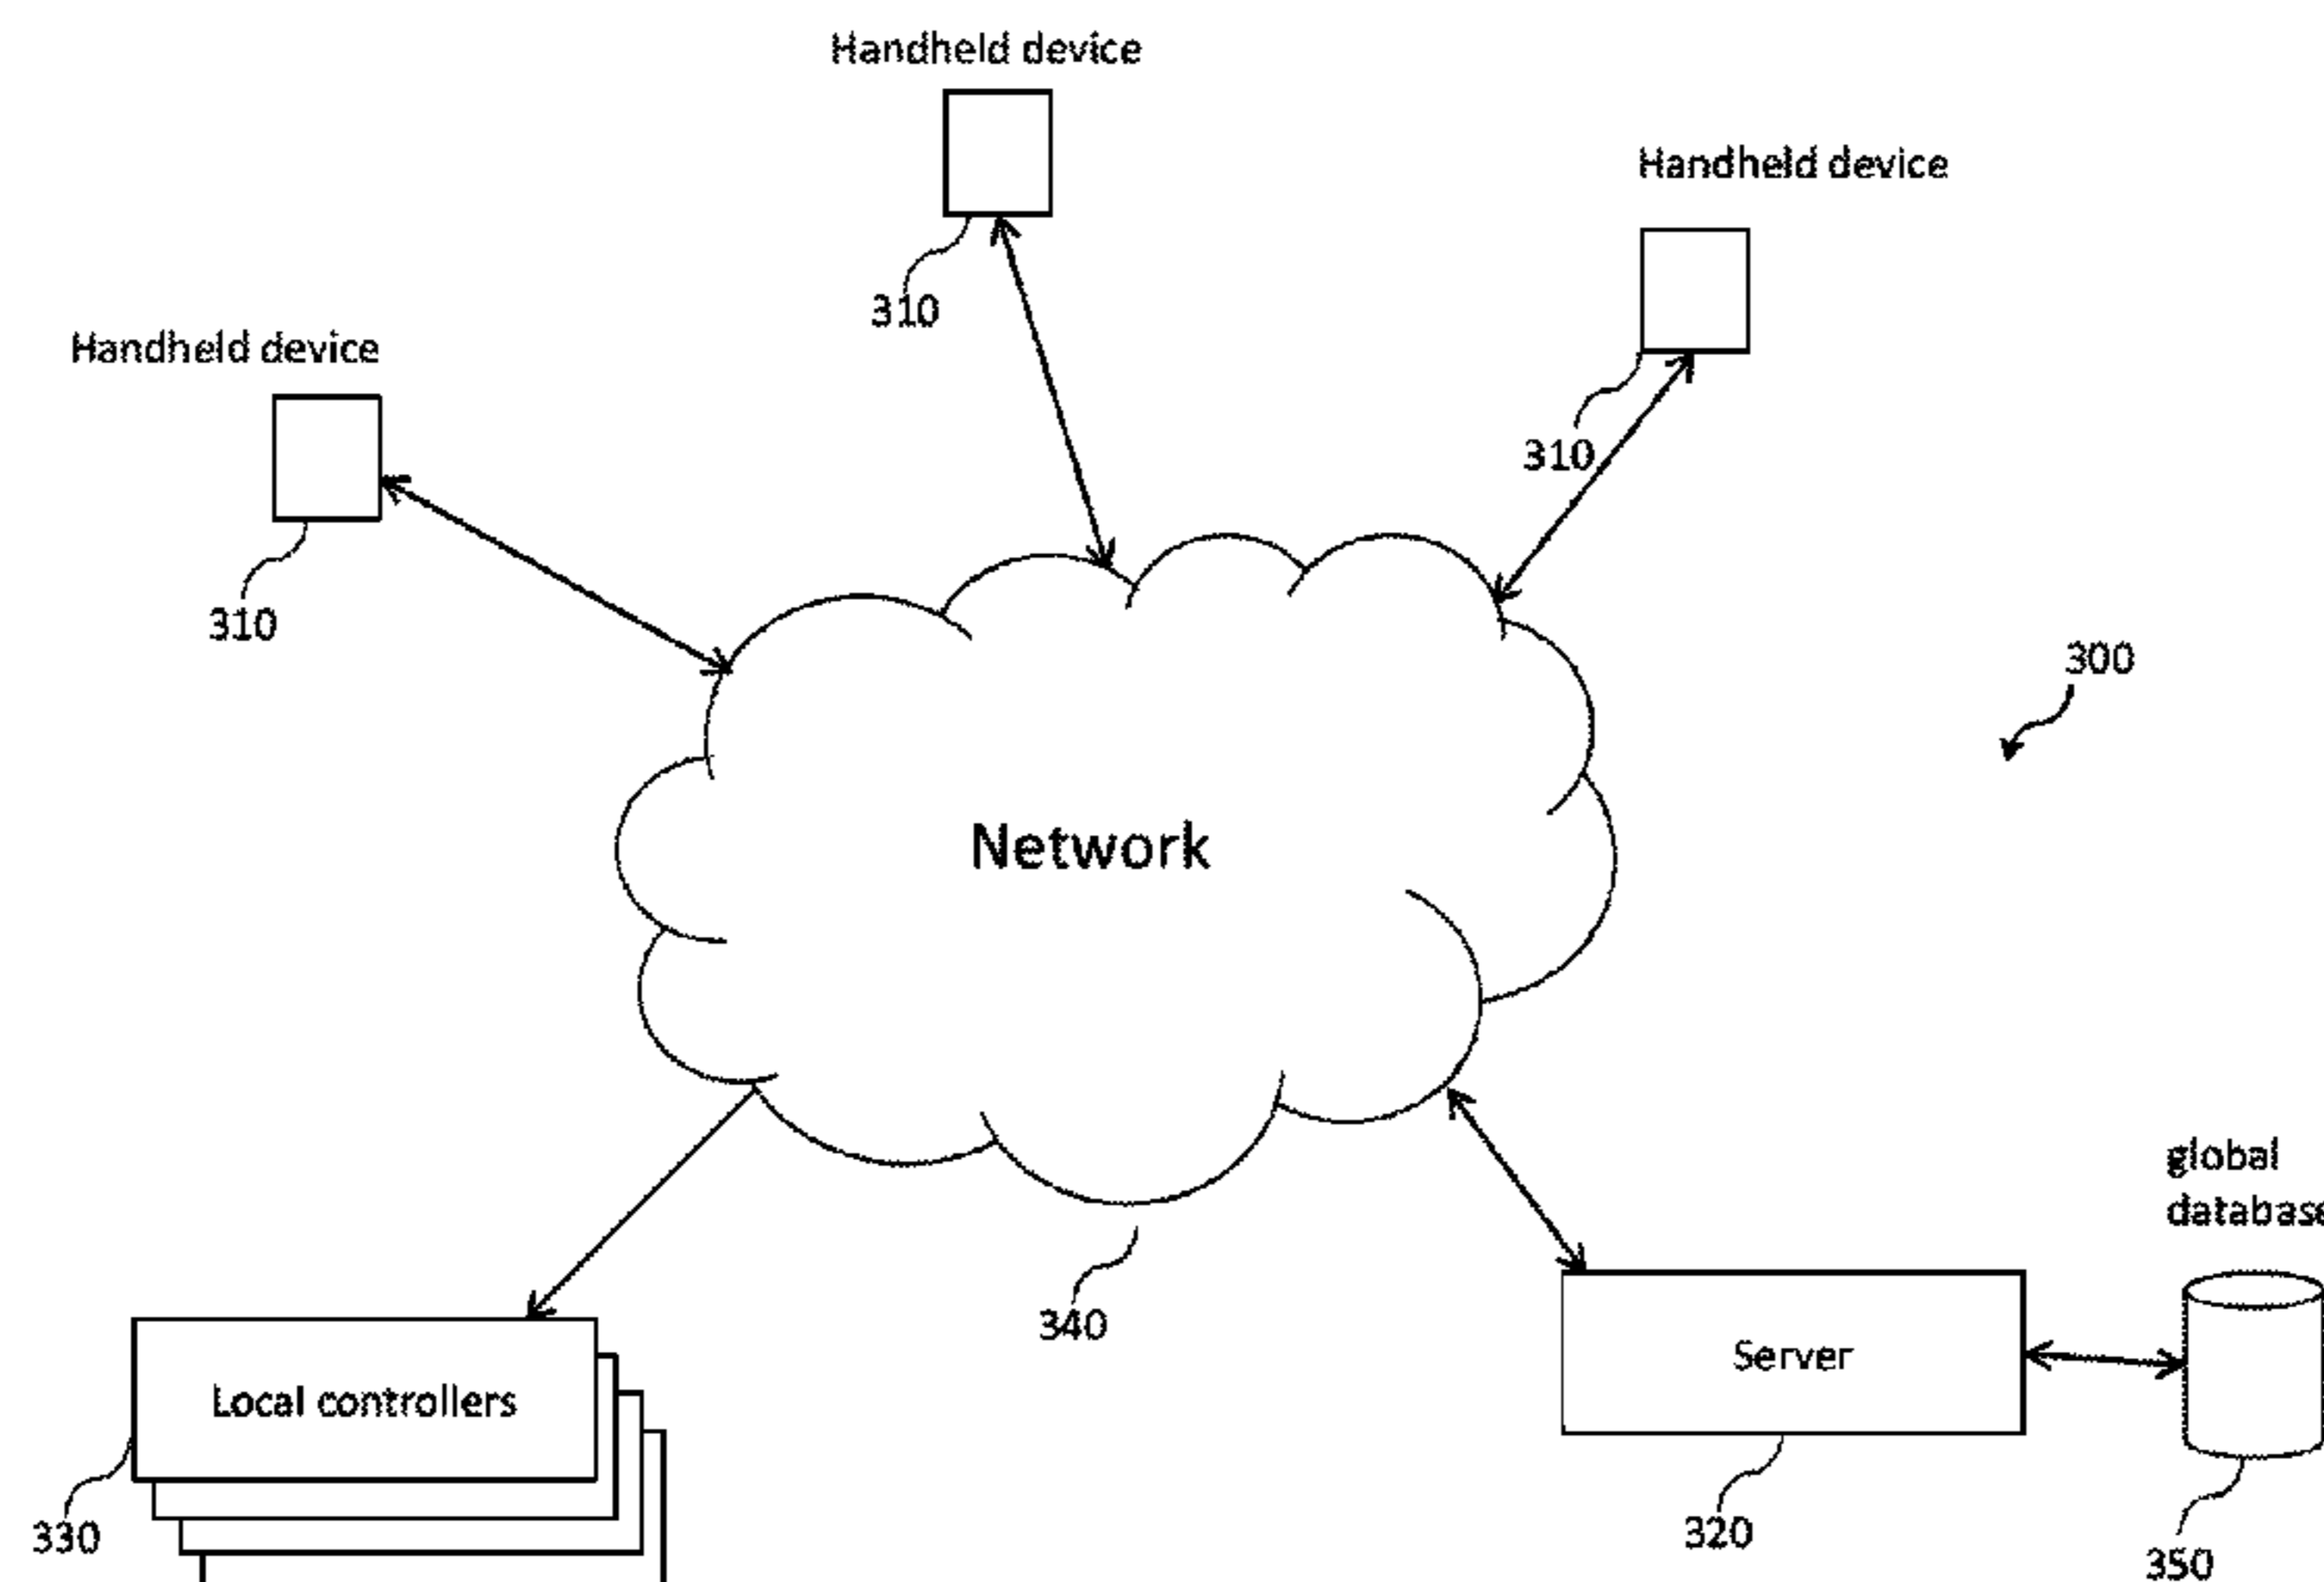 Handheld device
310
Handheld device
310
Handheld device
310
300
Network
340
Local controllers
330
Server
320
global
database
350